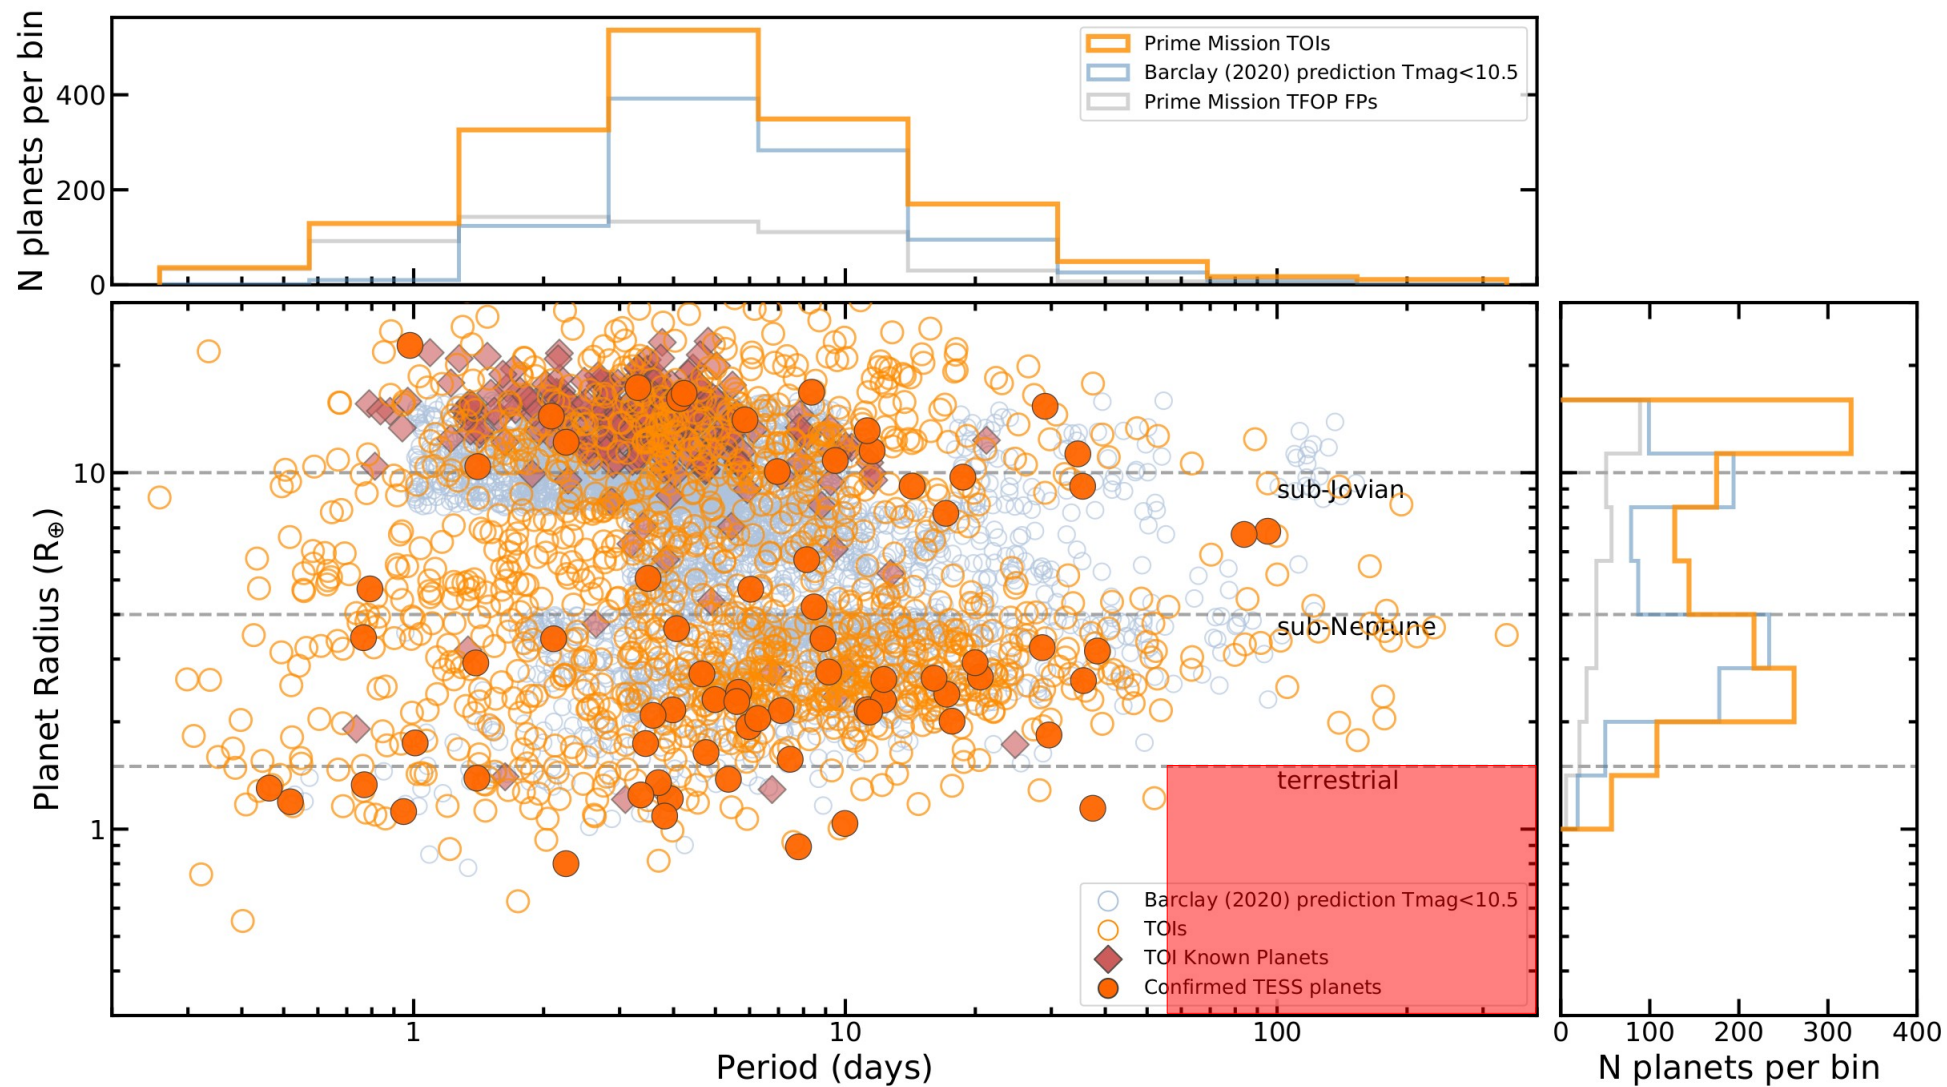 N planets per bin
400
200
0
Prime Mission TOIs
Barclay (2020) prediction Tmag<10.5
Prime Mission TFOP FPs
Planet Radius (R⊕)
10
1
sub-Jovian
sub-Neptune
terrestrial
Barclay (2020) prediction Tmag<10.5
TOIs
TOI Known Planets
Confirmed TESS planets
1 10 100
Period (days)
0 100 200 300 400
N planets per bin